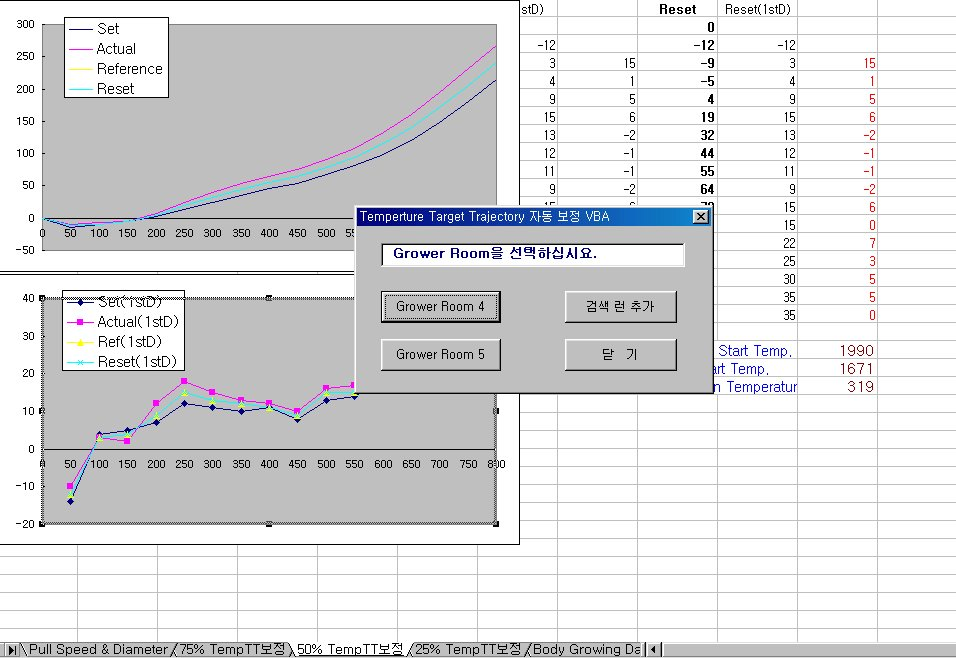 300
250
200
150
100
50
0
-50
Set
Actual
Reference
Reset
0 50 100 150 200 250 300 350 400 450 500
40
30
20
10
0
-10
-20
Set(1stD)
Actual(1stD)
Ref(1stD)
Reset(1stD)
0 50 100 150 200 250 300 350 400 450 500 550 600 650 700 750 800
stD) Reset Reset(1stD)
0
-12 -12 -12
3 15 -9 3 15
4 1 -5 4 1
9 5 4 9 5
15 6 19 15 6
13 -2 32 13 -2
12 -1 44 12 -1
11 -1 55 11 -1
9 -2 64 9 -2
15 6
15 0
22 7
25 3
30 5
35 5
35 0
Temperture Target Trajectory 자동 보정 VBA
Grower Room을 선택하십시요.
Grower Room 4 검색 런 추가
Grower Room 5 닫 기
Start Temp. 1990
art Temp. 1671
n Temperatur 319
Pull Speed & Diameter 75% TempTT보정 50% TempTT보정 25% TempTT보정 Body Growing Da